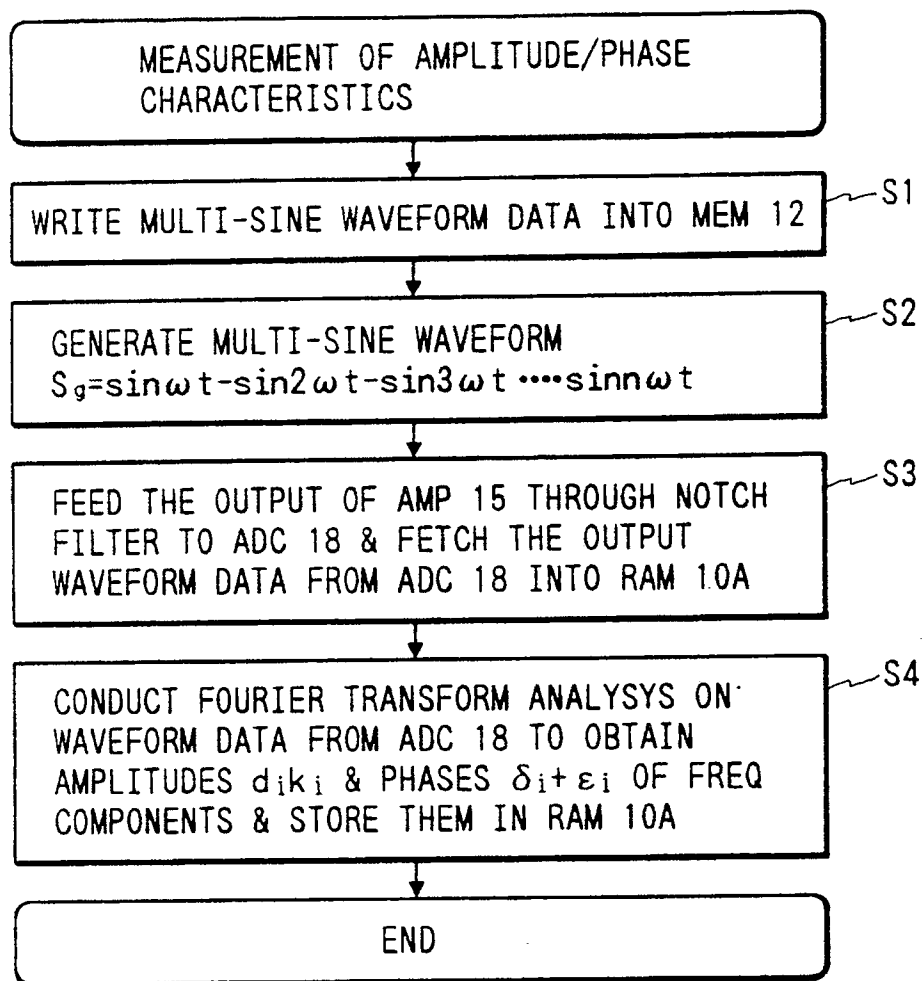 MEASUREMENT OF AMPLITUDE/PHASE
CHARACTERISTICS
S1
WRITE MULTI-SINE WAVEFORM DATA INTO MEM 12
S2
GENERATE MULTI-SINE WAVEFORM
Sg=sinωt-sin2ωt-sin3ωt ····sinnωt
S3
FEED THE OUTPUT OF AMP 15 THROUGH NOTCH
FILTER TO ADC 18 & FETCH THE OUTPUT
WAVEFORM DATA FROM ADC 18 INTO RAM 10A
S4
CONDUCT FOURIER TRANSFORM ANALYSYS ON
WAVEFORM DATA FROM ADC 18 TO OBTAIN
AMPLITUDES diki & PHASES δi+εi OF FREQ
COMPONENTS & STORE THEM IN RAM 10A
END